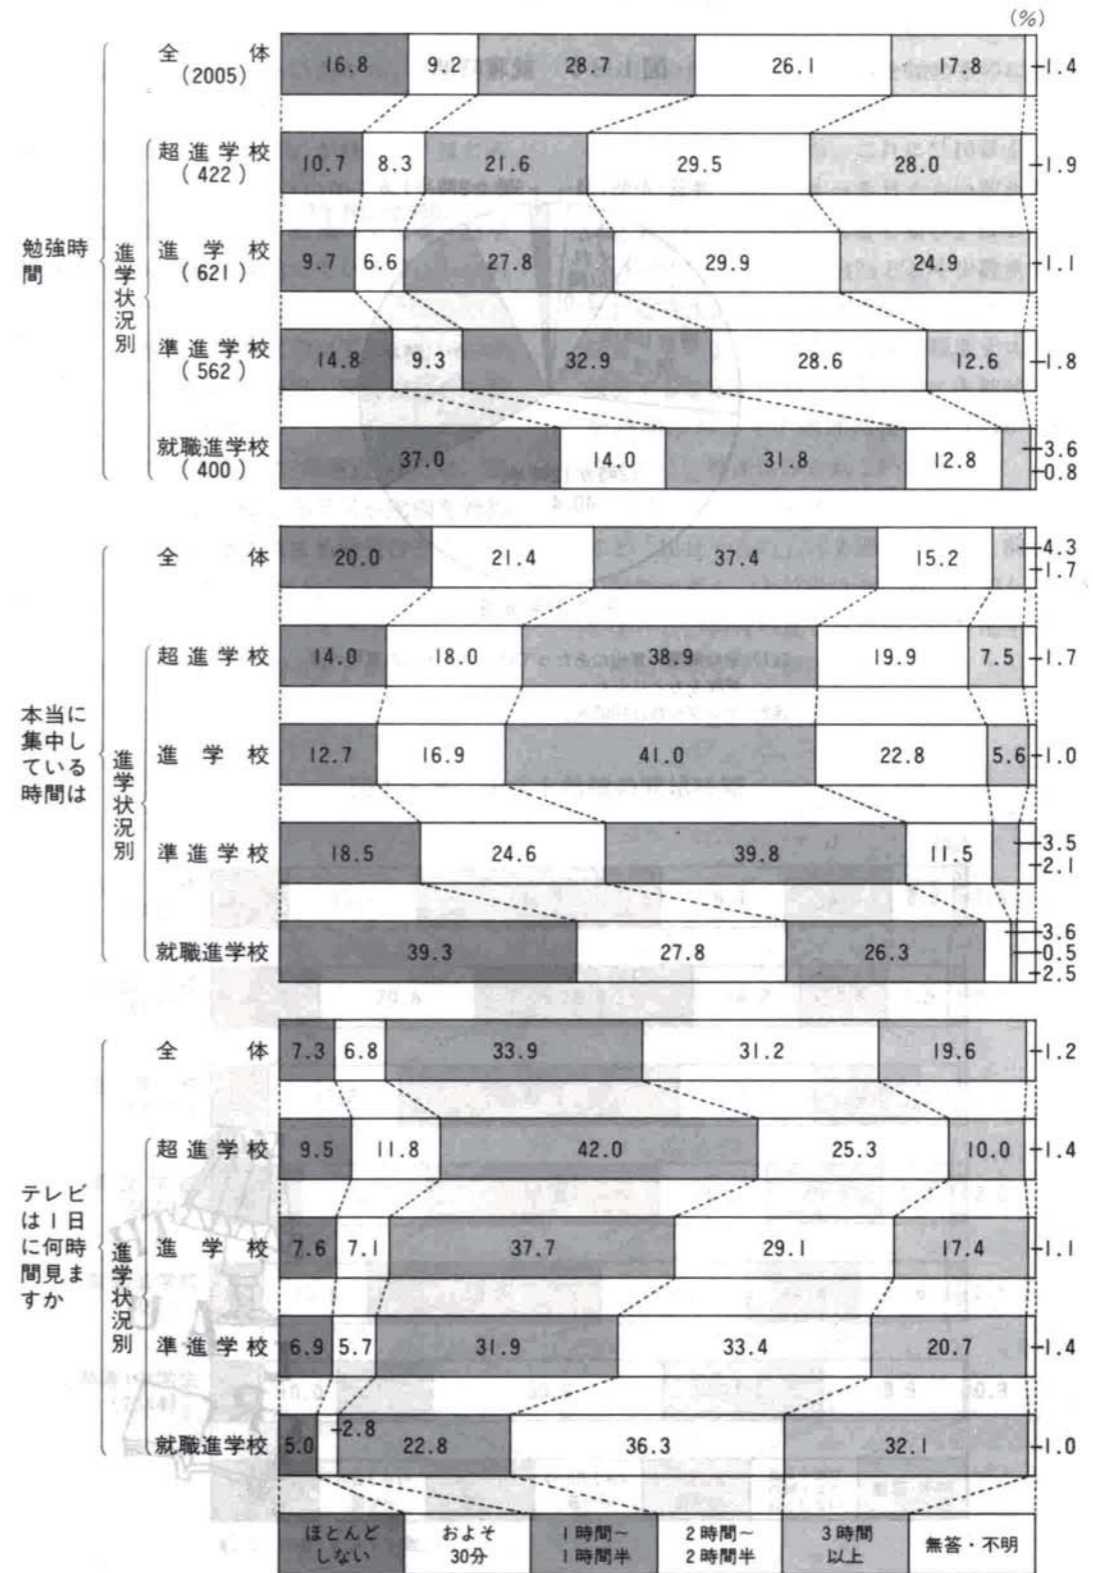 (%)
勉強時
間
進学状況別
全体
(2005)
16.8 9.2 28.7 26.1 17.8 1.4
超進学校
(422)
10.7 8.3 21.6 29.5 28.0 1.9
進学校
(621)
9.7 6.6 27.8 29.9 24.9 1.1
準進学校
(562)
14.8 9.3 32.9 28.6 12.6 1.8
就職進学校
(400)
37.0 14.0 31.8 12.8 3.6
0.8
本当に
集中し
ている
時間は
進学状況別
全体 20.0 21.4 37.4 15.2 4.3
1.7
超進学校 14.0 18.0 38.9 19.9 7.5 1.7
進学校 12.7 16.9 41.0 22.8 5.6 1.0
準進学校 18.5 24.6 39.8 11.5 3.5
2.1
就職進学校 39.3 27.8 26.3 3.6
0.5
2.5
テレビ
は1日
に何時
間見ま
すか
進学状況別
全体 7.3 6.8 33.9 31.2 19.6 1.2
超進学校 9.5 11.8 42.0 25.3 10.0 1.4
進学校 7.6 7.1 37.7 29.1 17.4 1.1
準進学校 6.9 5.7 31.9 33.4 20.7 1.4
就職進学校 5.0 2.8 22.8 36.3 32.1 1.0
ほとんど
しない
およそ
30分
1時間～
1時間半
2時間～
2時間半
3時間
以上
無答・不明